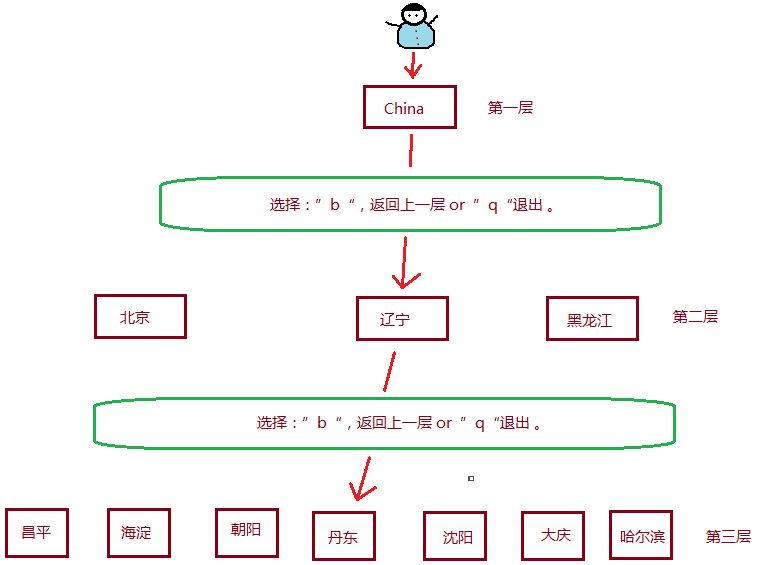 China
第一层
选择：”b“，返回上一层 or ”q“退出 。
北京
辽宁
黑龙江
第二层
选择：”b“，返回上一层 or ”q“退出 。
昌平
海淀
朝阳
丹东
沈阳
大庆
哈尔滨
第三层